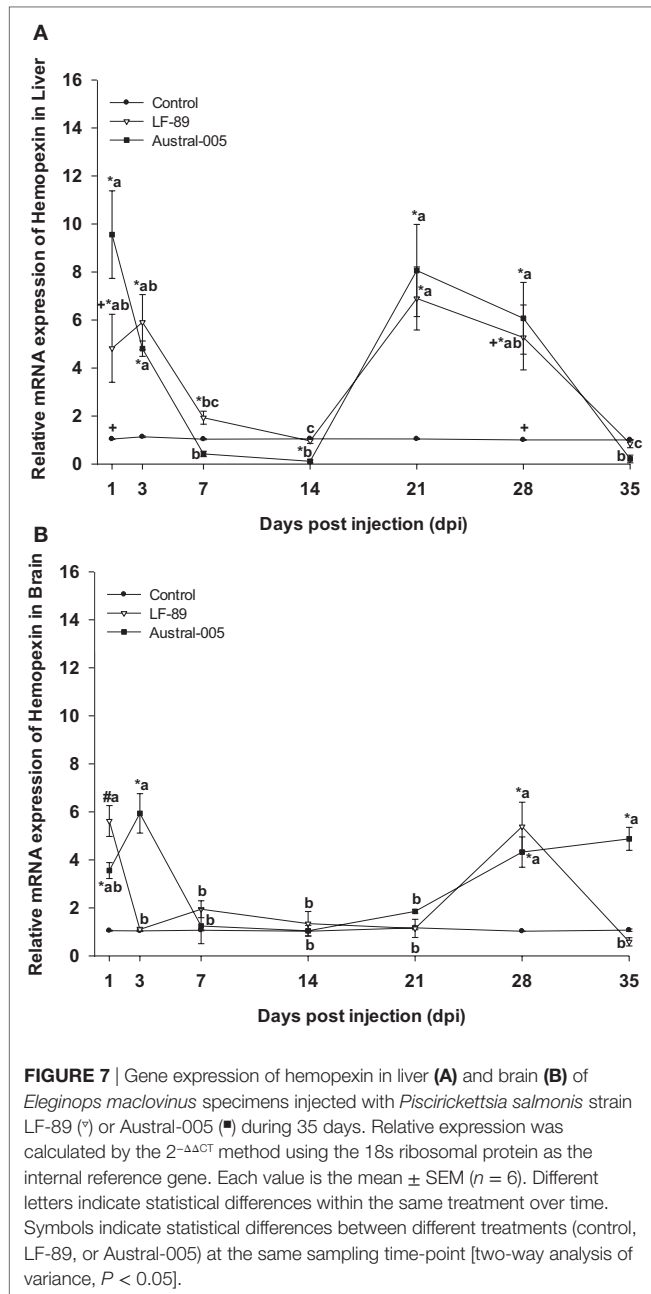 A
Relative mRNA expression of Hemopexin in Liver
16
14
12
10
8
6
4
2
0
Control
LF-89
Austral-005
*a
+*ab
*ab
*a
*bc
b
c
*b
*a
*a
*a
+*ab
c
b
+
+
1 3 7 14 21 28 35
Days post injection (dpi)
B
Relative mRNA expression of Hemopexin in Brain
16
14
12
10
8
6
4
2
0
Control
LF-89
Austral-005
#a
*ab
*a
b
b
b
b
b
b
b
*a
*a
*a
b
1 3 7 14 21 28 35
Days post injection (dpi)
FIGURE 7 | Gene expression of hemopexin in liver (A) and brain (B) of
Eleginops maclovinus specimens injected with Piscirickettsia salmonis strain
LF-89 (▿) or Austral-005 (■) during 35 days. Relative expression was
calculated by the 2−ΔΔCT method using the 18s ribosomal protein as the
internal reference gene. Each value is the mean ± SEM (n = 6). Different
letters indicate statistical differences within the same treatment over time.
Symbols indicate statistical differences between different treatments (control,
LF-89, or Austral-005) at the same sampling time-point [two-way analysis of
variance, P < 0.05].